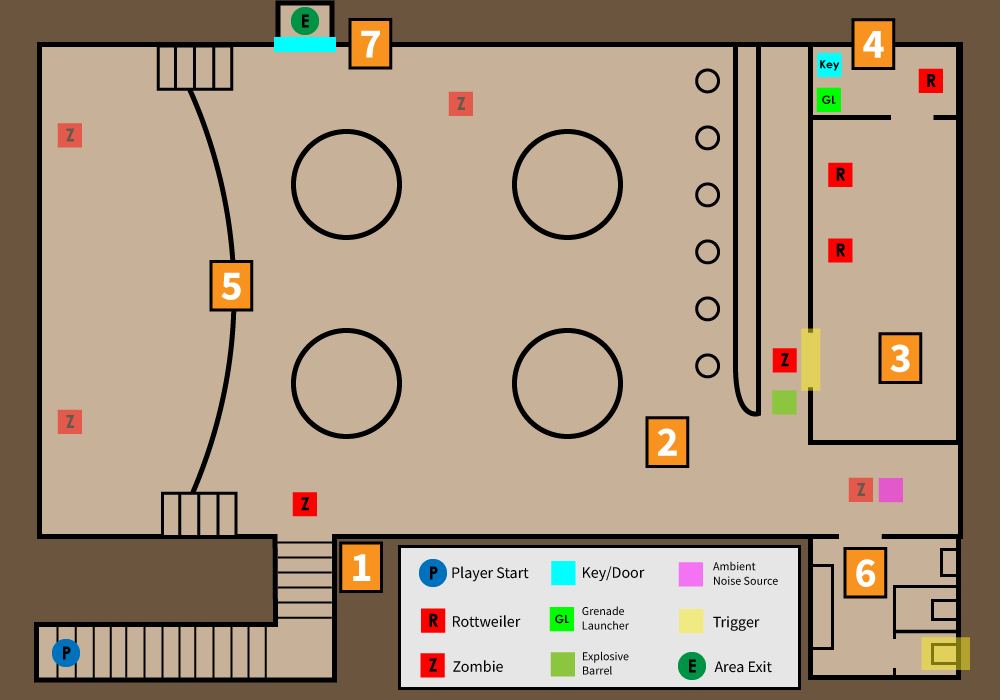 E
7
4
Key
R
Z
GL
Z
R
R
5
3
Z
Z
2
Z
Z
1
6
P Player Start
Key/Door
Ambient
Noise Source
R Rottweiler
GL Grenade
Launcher
Trigger
Z Zombie
Explosive
Barrel
E Area Exit
P